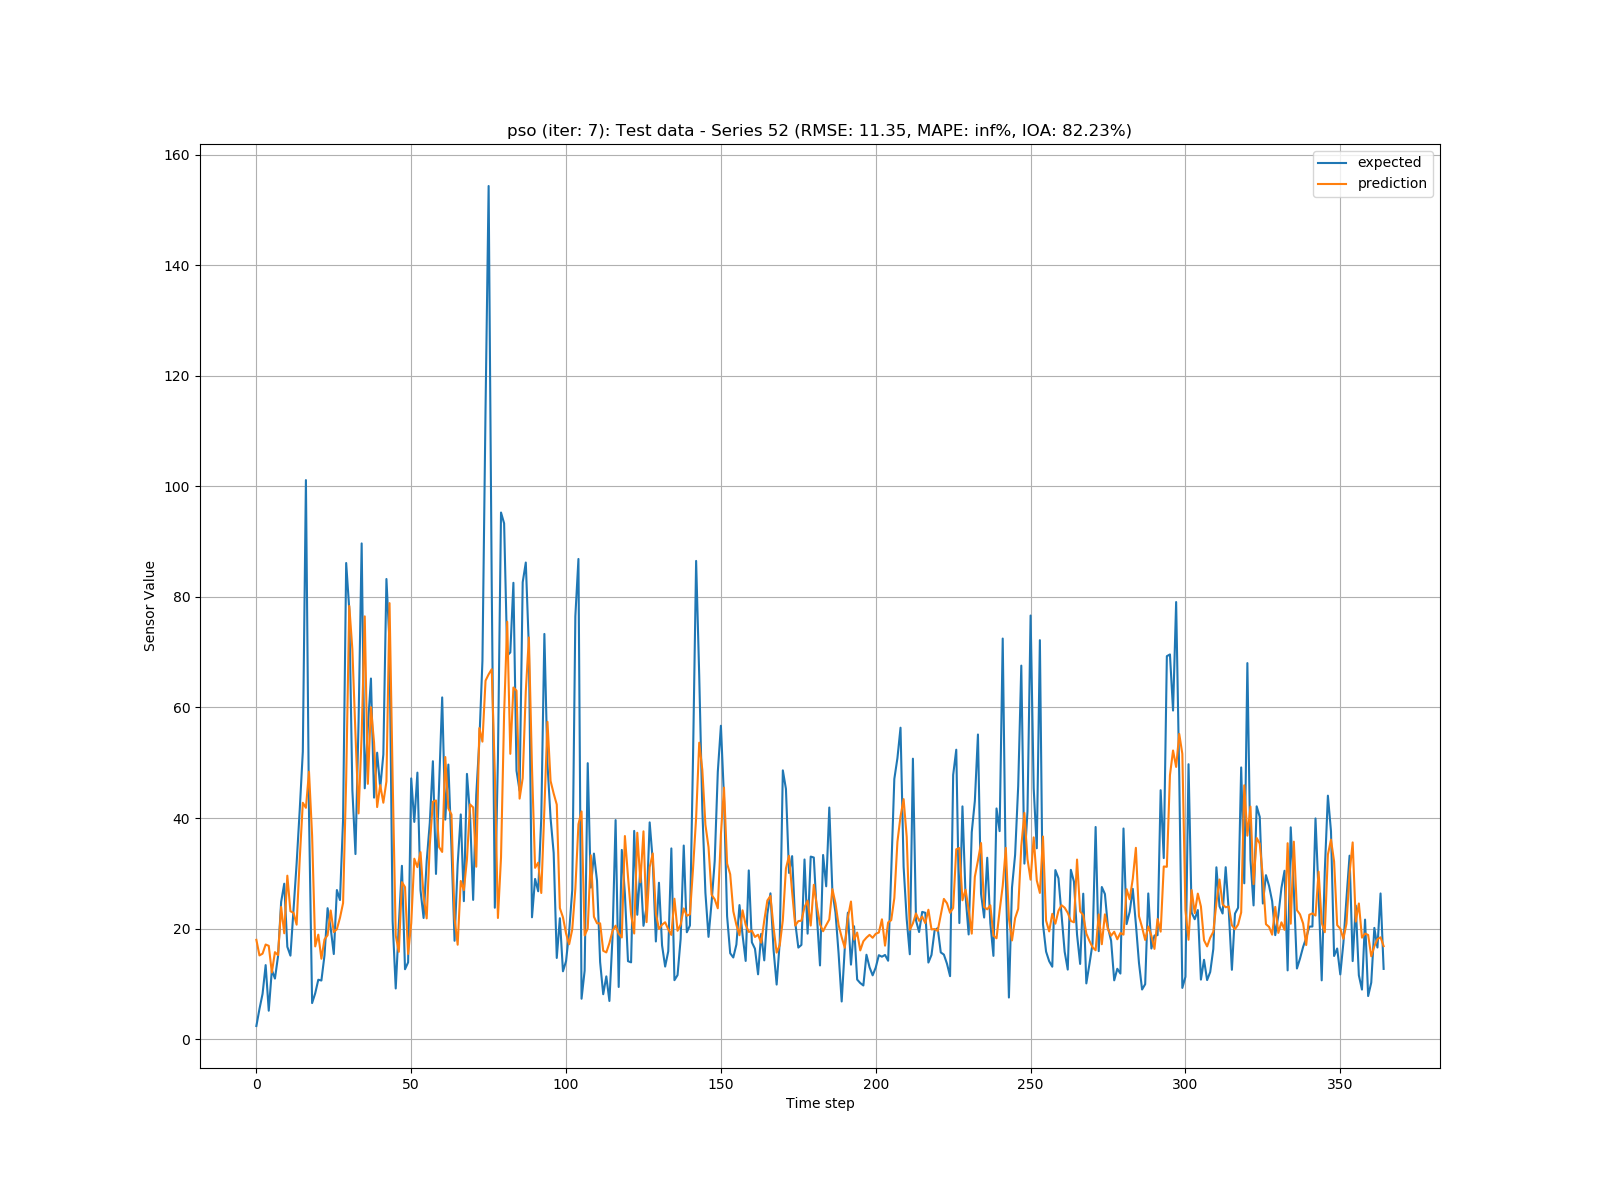 pso (iter: 7): Test data - Series 52 (RMSE: 11.35, MAPE: inf%, IOA: 82.23%)
expected
prediction
160
140
120
100
80
60
40
20
0
Sensor Value
0 50 100 150 200 250 300 350
Time step